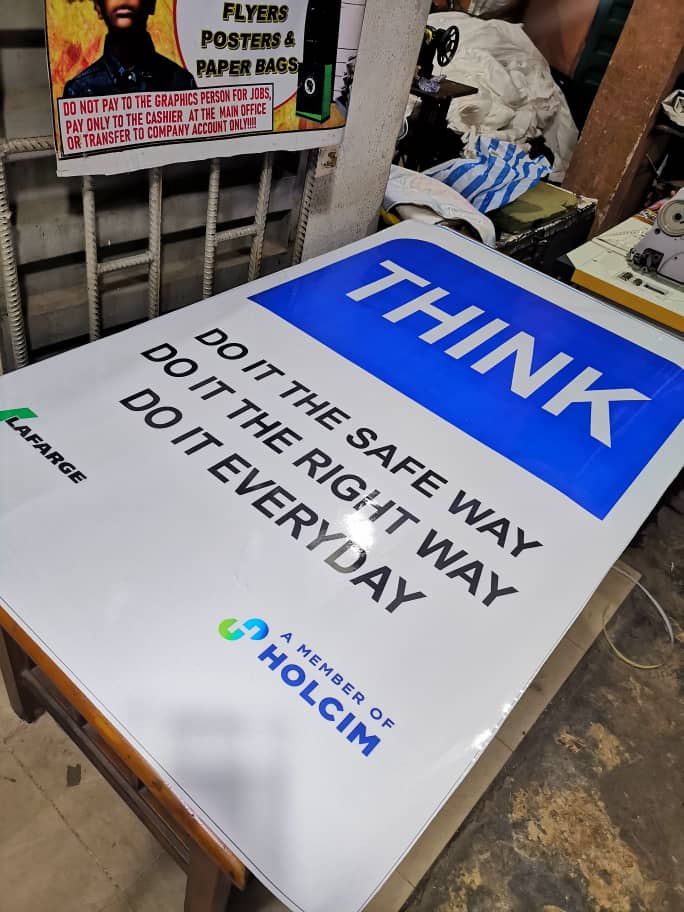 FLYERS
POSTERS &
PAPER BAGS
DO NOT PAY TO THE GRAPHICS PERSON FOR JOBS,
PAY ONLY TO THE CASHIER AT THE MAIN OFFICE
OR TRANSFER TO COMPANY ACCOUNT ONLY!!!!
THINK
DO IT THE SAFE WAY
DO IT THE RIGHT WAY
DO IT EVERYDAY
LAFARGE
A MEMBER OF
HOLCIM